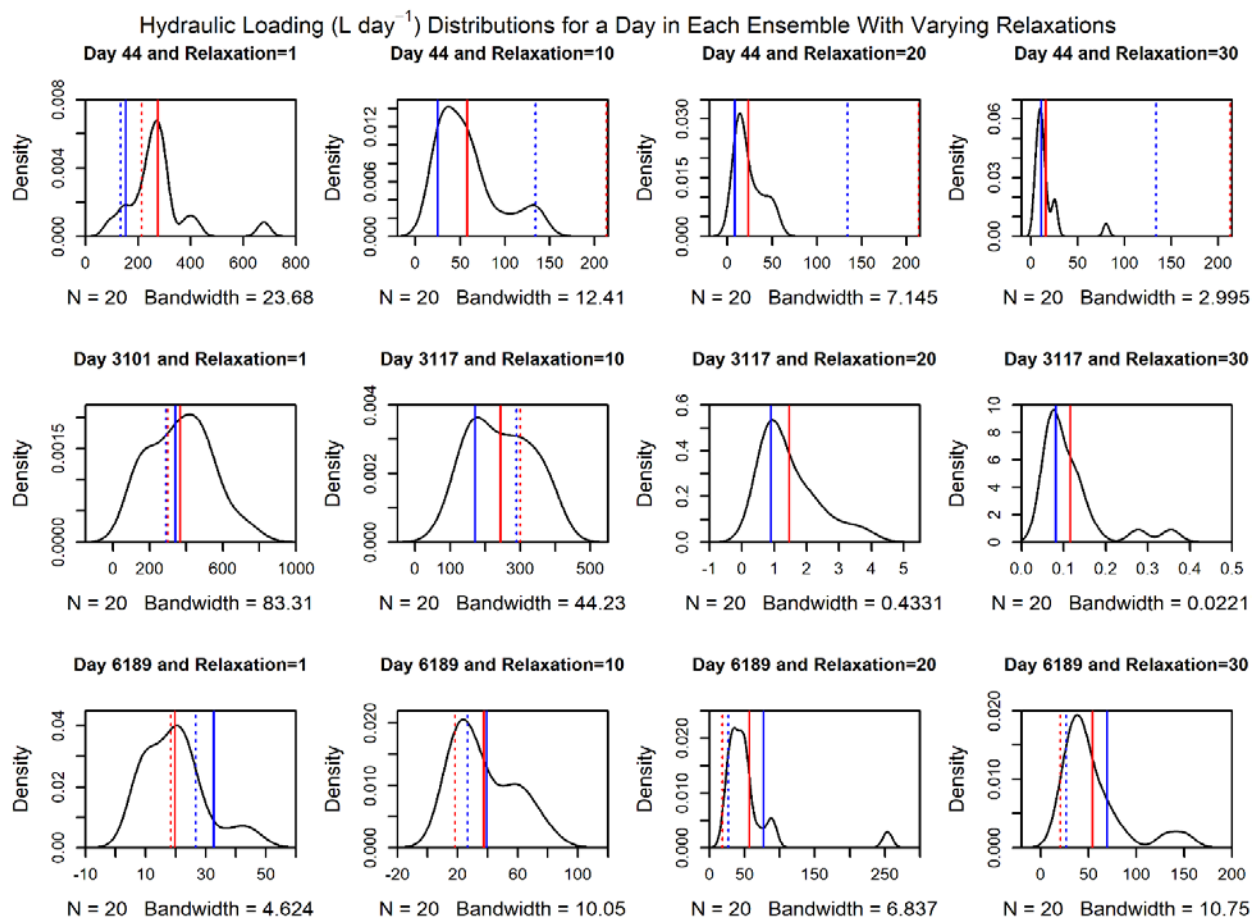 Hydraulic Loading (L day⁻¹) Distributions for a Day in Each Ensemble With Varying Relaxations
Day 44 and Relaxation=1
Density
0.000 0.004 0.008
0 200 400 600 800
N = 20 Bandwidth = 23.68
Day 44 and Relaxation=10
Density
0.000 0.006 0.012
0 50 100 150 200
N = 20 Bandwidth = 12.41
Day 44 and Relaxation=20
Density
0.000 0.015 0.030
0 50 100 150 200
N = 20 Bandwidth = 7.145
Day 44 and Relaxation=30
Density
0.00 0.03 0.06
0 50 100 150 200
N = 20 Bandwidth = 2.995
Day 3101 and Relaxation=1
Density
0.0000 0.0015
0 200 600 1000
N = 20 Bandwidth = 83.31
Day 3117 and Relaxation=10
Density
0.000 0.002 0.004
0 100 300 500
N = 20 Bandwidth = 44.23
Day 3117 and Relaxation=20
Density
0.0 0.2 0.4 0.6
-1 0 1 2 3 4 5
N = 20 Bandwidth = 0.4331
Day 3117 and Relaxation=30
Density
0 2 4 6 8 10
0.0 0.1 0.2 0.3 0.4 0.5
N = 20 Bandwidth = 0.0221
Day 6189 and Relaxation=1
Density
0.00 0.02 0.04
-10 10 30 50
N = 20 Bandwidth = 4.624
Day 6189 and Relaxation=10
Density
0.000 0.010 0.020
-20 20 60 100
N = 20 Bandwidth = 10.05
Day 6189 and Relaxation=20
Density
0.000 0.010 0.020
0 50 150 250
N = 20 Bandwidth = 6.837
Day 6189 and Relaxation=30
Density
0.000 0.010 0.020
0 50 100 150 200
N = 20 Bandwidth = 10.75